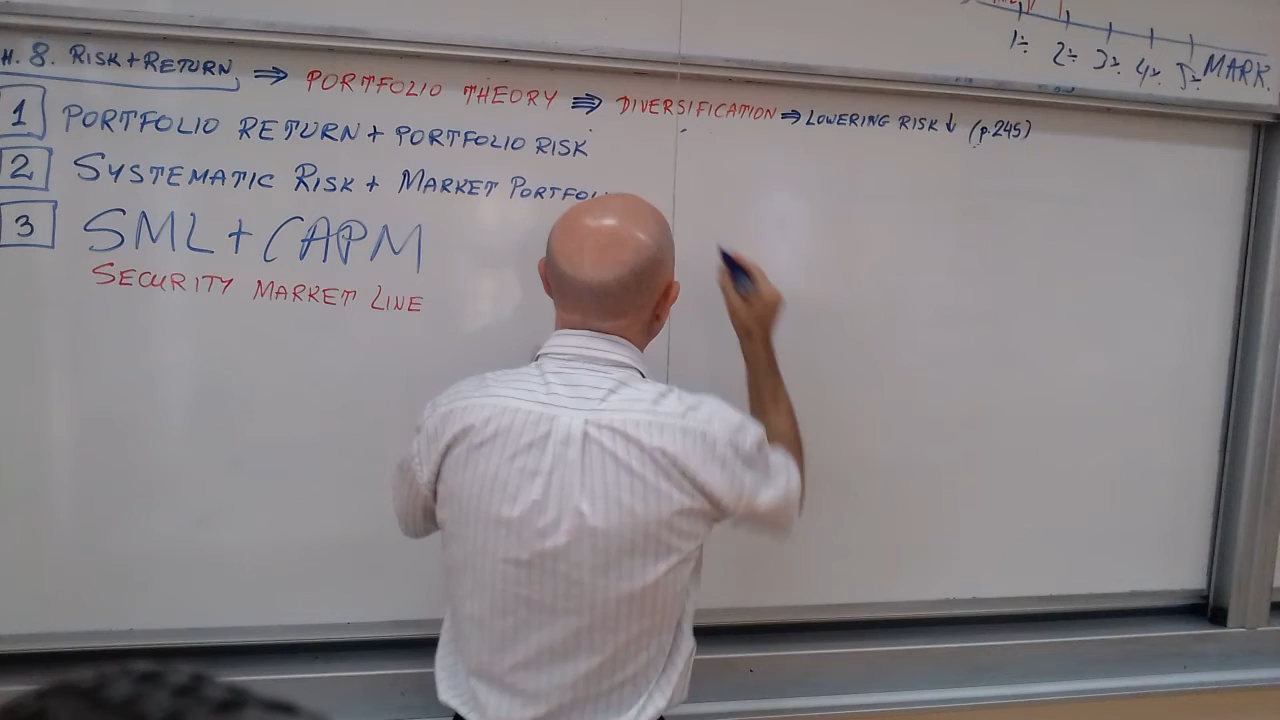 H. 8. RISK+RETURN, ⇒ PORTFOLIO THEORY ⇒ DIVERSIFICATION ⇒ LOWERING RISK ↓ (p.245)
1 PORTFOLIO RETURN + PORTFOLIO RISK
2 SYSTEMATIC RISK + MARKET
3 SML + CAPM
SECURITY MARKET LINE
1÷ 2÷ 3÷ 4÷ 5÷ MARK.